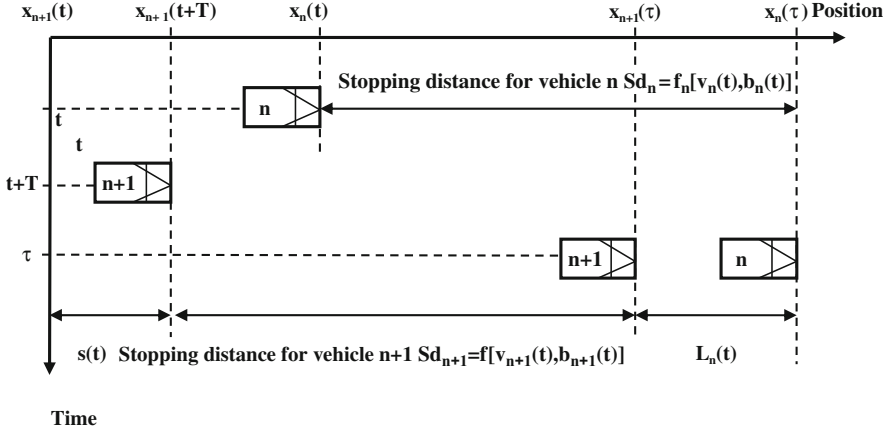 xₙ₊₁(t) xₙ₊₁(t+T) xₙ(t) xₙ₊₁(τ) xₙ(τ) Position
Stopping distance for vehicle n Sdₙ=fₙ[vₙ(t),bₙ(t)]
n
t
t
n+1
t+T
τ
n+1
n
s(t) Stopping distance for vehicle n+1 Sdₙ₊₁=f[vₙ₊₁(t),bₙ₊₁(t)] Lₙ(t)
Time